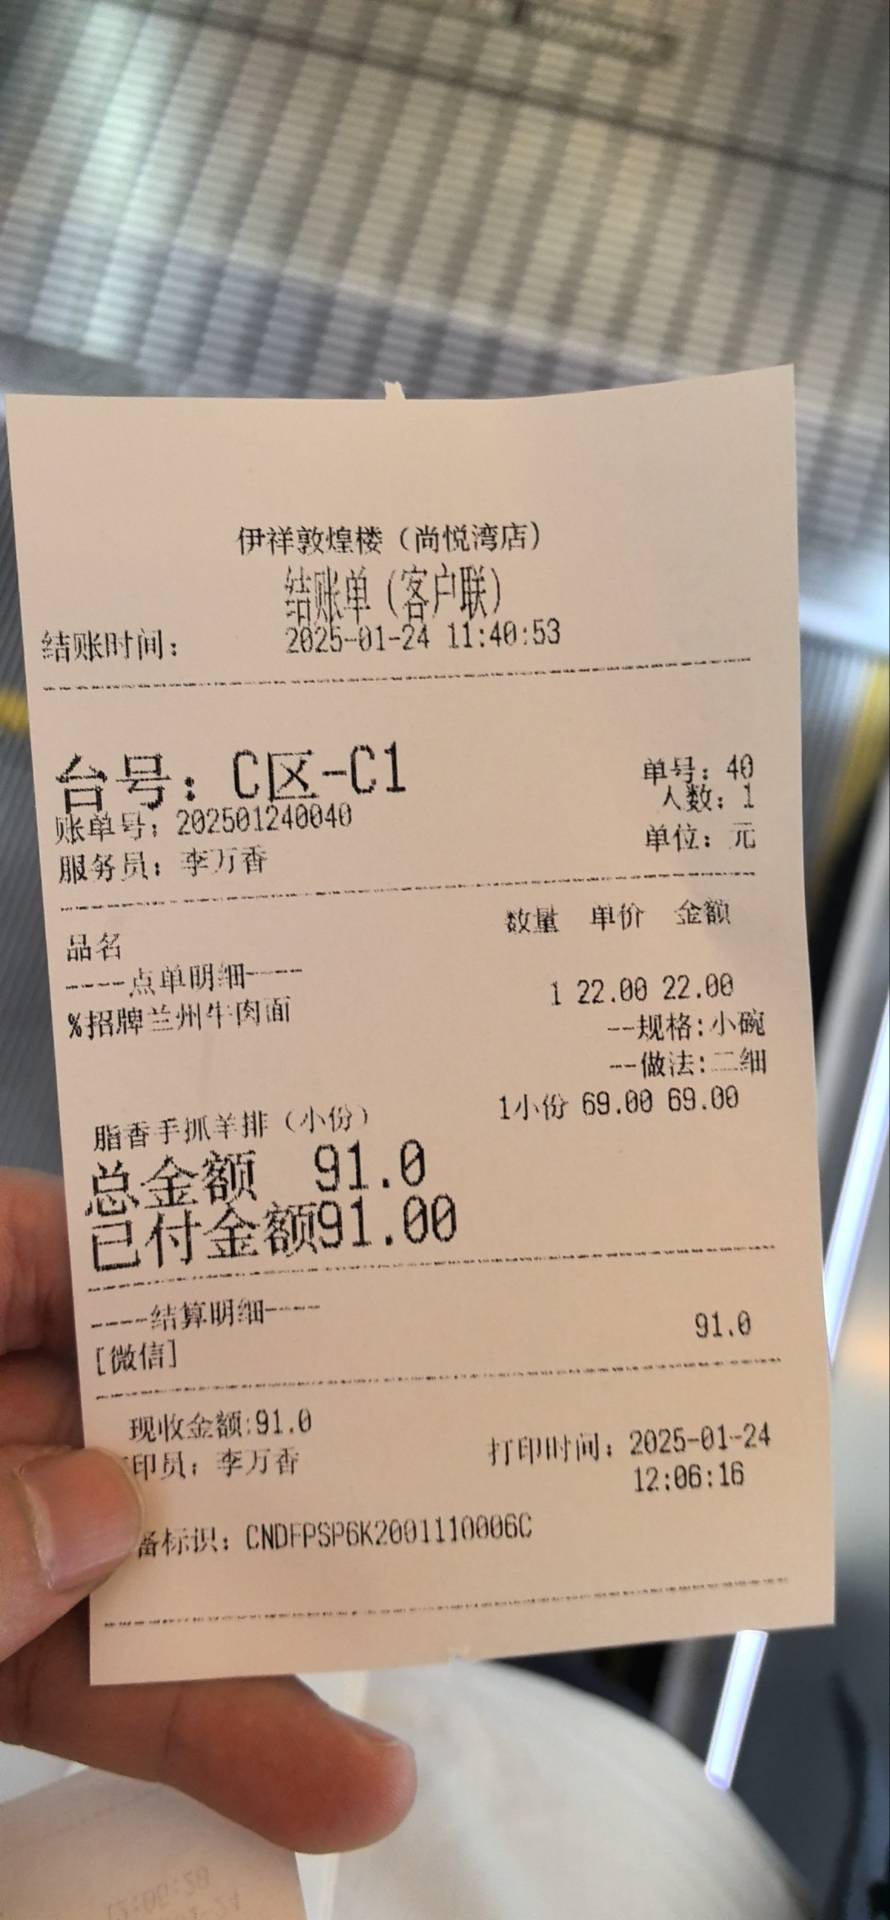 伊祥敦煌楼（尚悦湾店）
结账单（客户联）
结账时间： 2025-01-24 11:40:53
台号：C区-C1 单号：40
人数：1
账单号：202501240040
服务员：李万香 单位：元
品名 数量 单价 金额
----点单明细----
%招牌兰州牛肉面 1 22.00 22.00
--规格:小碗
--做法:二细
脂香手抓羊排（小份） 1小份 69.00 69.00
总金额 91.0
已付金额91.00
----结算明细----
[微信] 91.0
现收金额:91.0
印员：李万香 打印时间：2025-01-24
12:06:16
备标识：CNDFPSP6K2001110006C